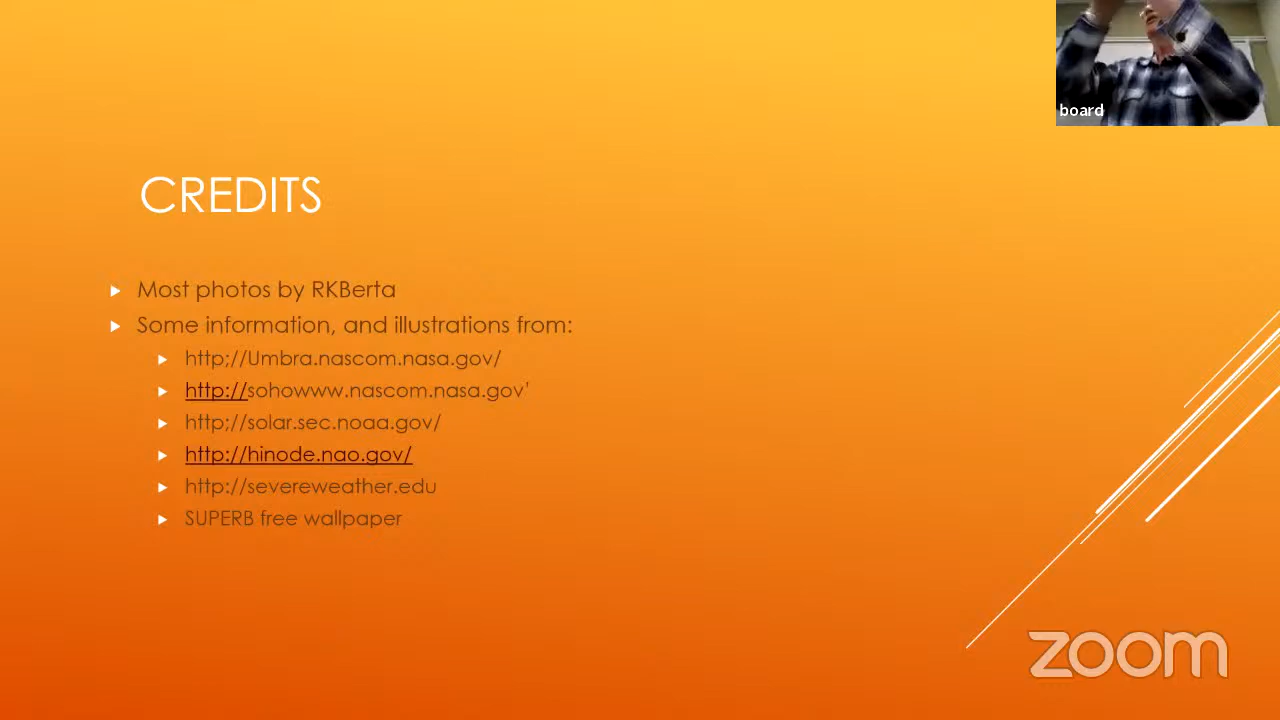 board
CREDITS
Most photos by RKBerta
Some information, and illustrations from:
http;//Umbra.nascom.nasa.gov/
http://sohowww.nascom.nasa.gov'
http;//solar.sec.noaa.gov/
http://hinode.nao.gov/
http://severeweather.edu
SUPERB free wallpaper
zoom